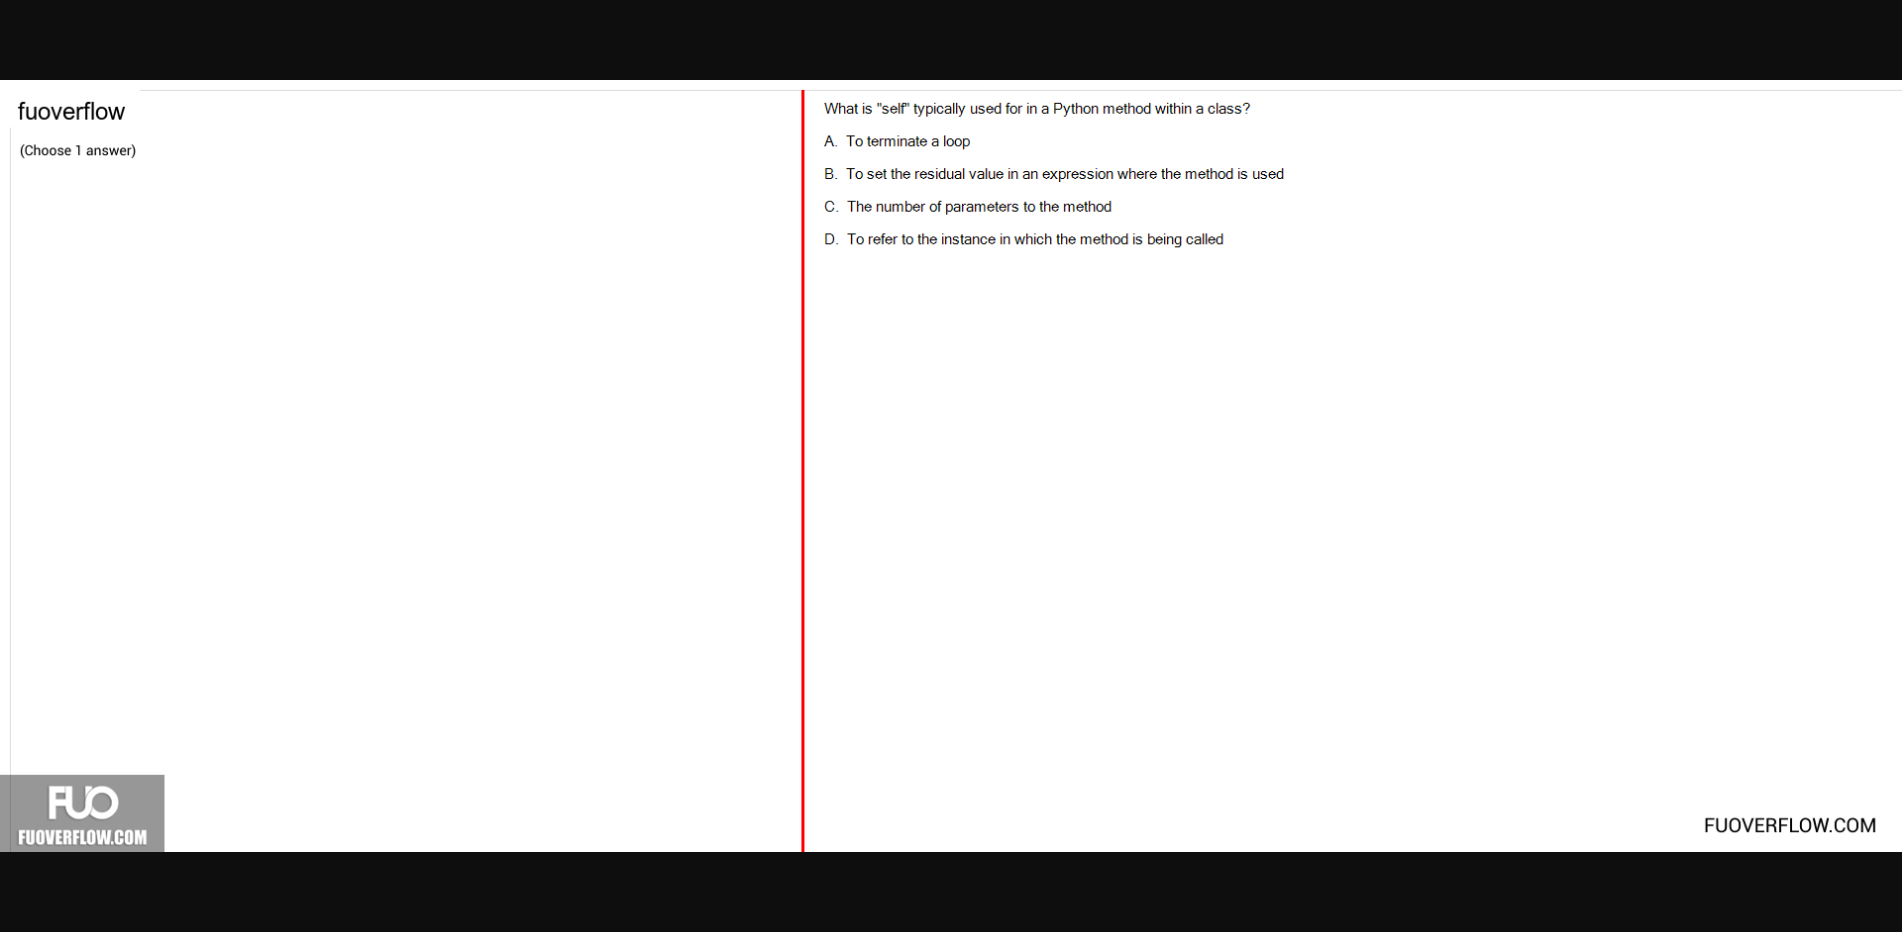 fuoverflow
(Choose 1 answer)
What is "self" typically used for in a Python method within a class?
A. To terminate a loop
B. To set the residual value in an expression where the method is used
C. The number of parameters to the method
D. To refer to the instance in which the method is being called
FUO
FUOVERFLOW.COM
FUOVERFLOW.COM